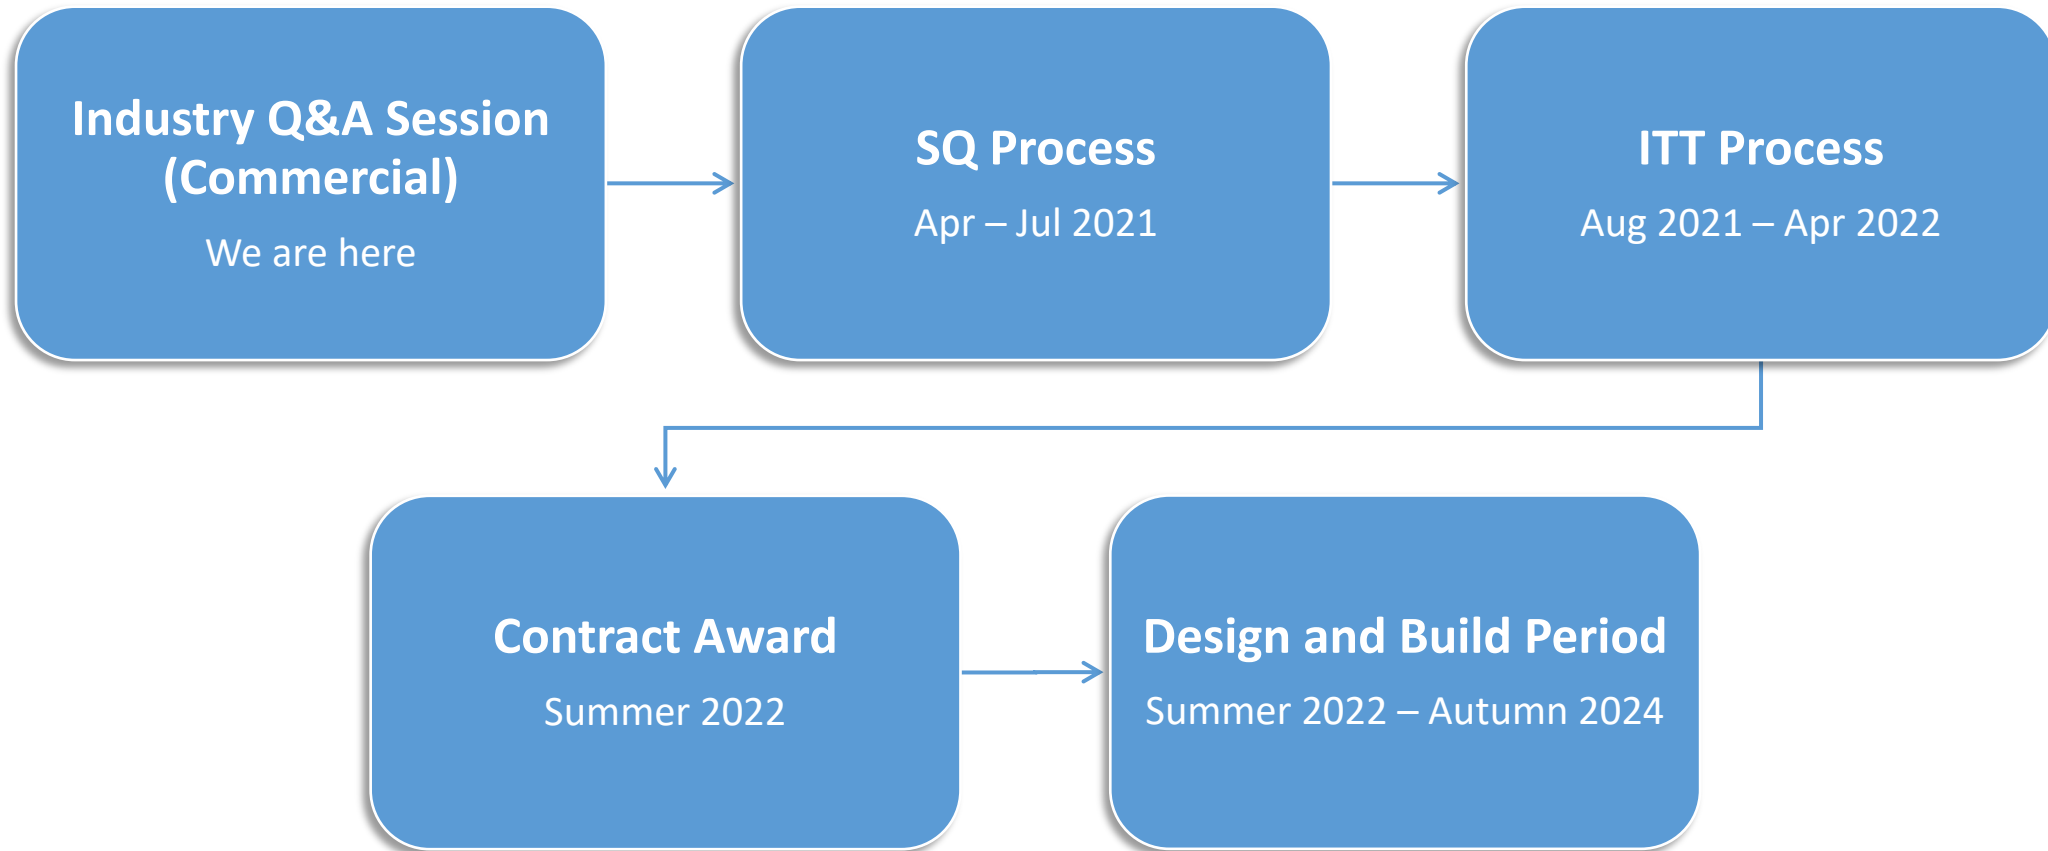 Industry Q&A Session
(Commercial)
We are here
SQ Process
Apr – Jul 2021
ITT Process
Aug 2021 – Apr 2022
Contract Award
Summer 2022
Design and Build Period
Summer 2022 – Autumn 2024